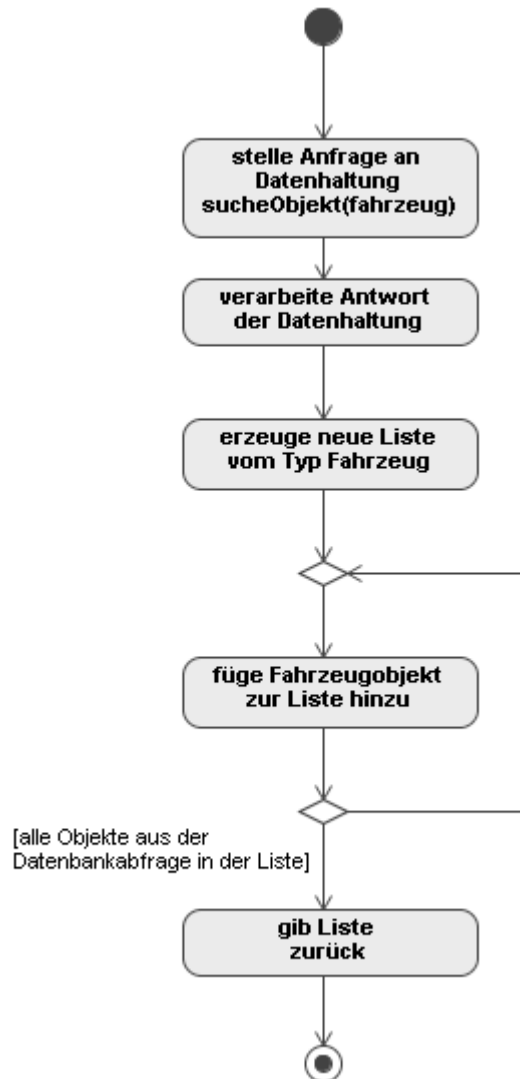 stelle Anfrage an
Datenhaltung
sucheObjekt(fahrzeug)
verarbeite Antwort
der Datenhaltung
erzeuge neue Liste
vom Typ Fahrzeug
füge Fahrzeugobjekt
zur Liste hinzu
[alle Objekte aus der
Datenbankabfrage in der Liste]
gib Liste
zurück